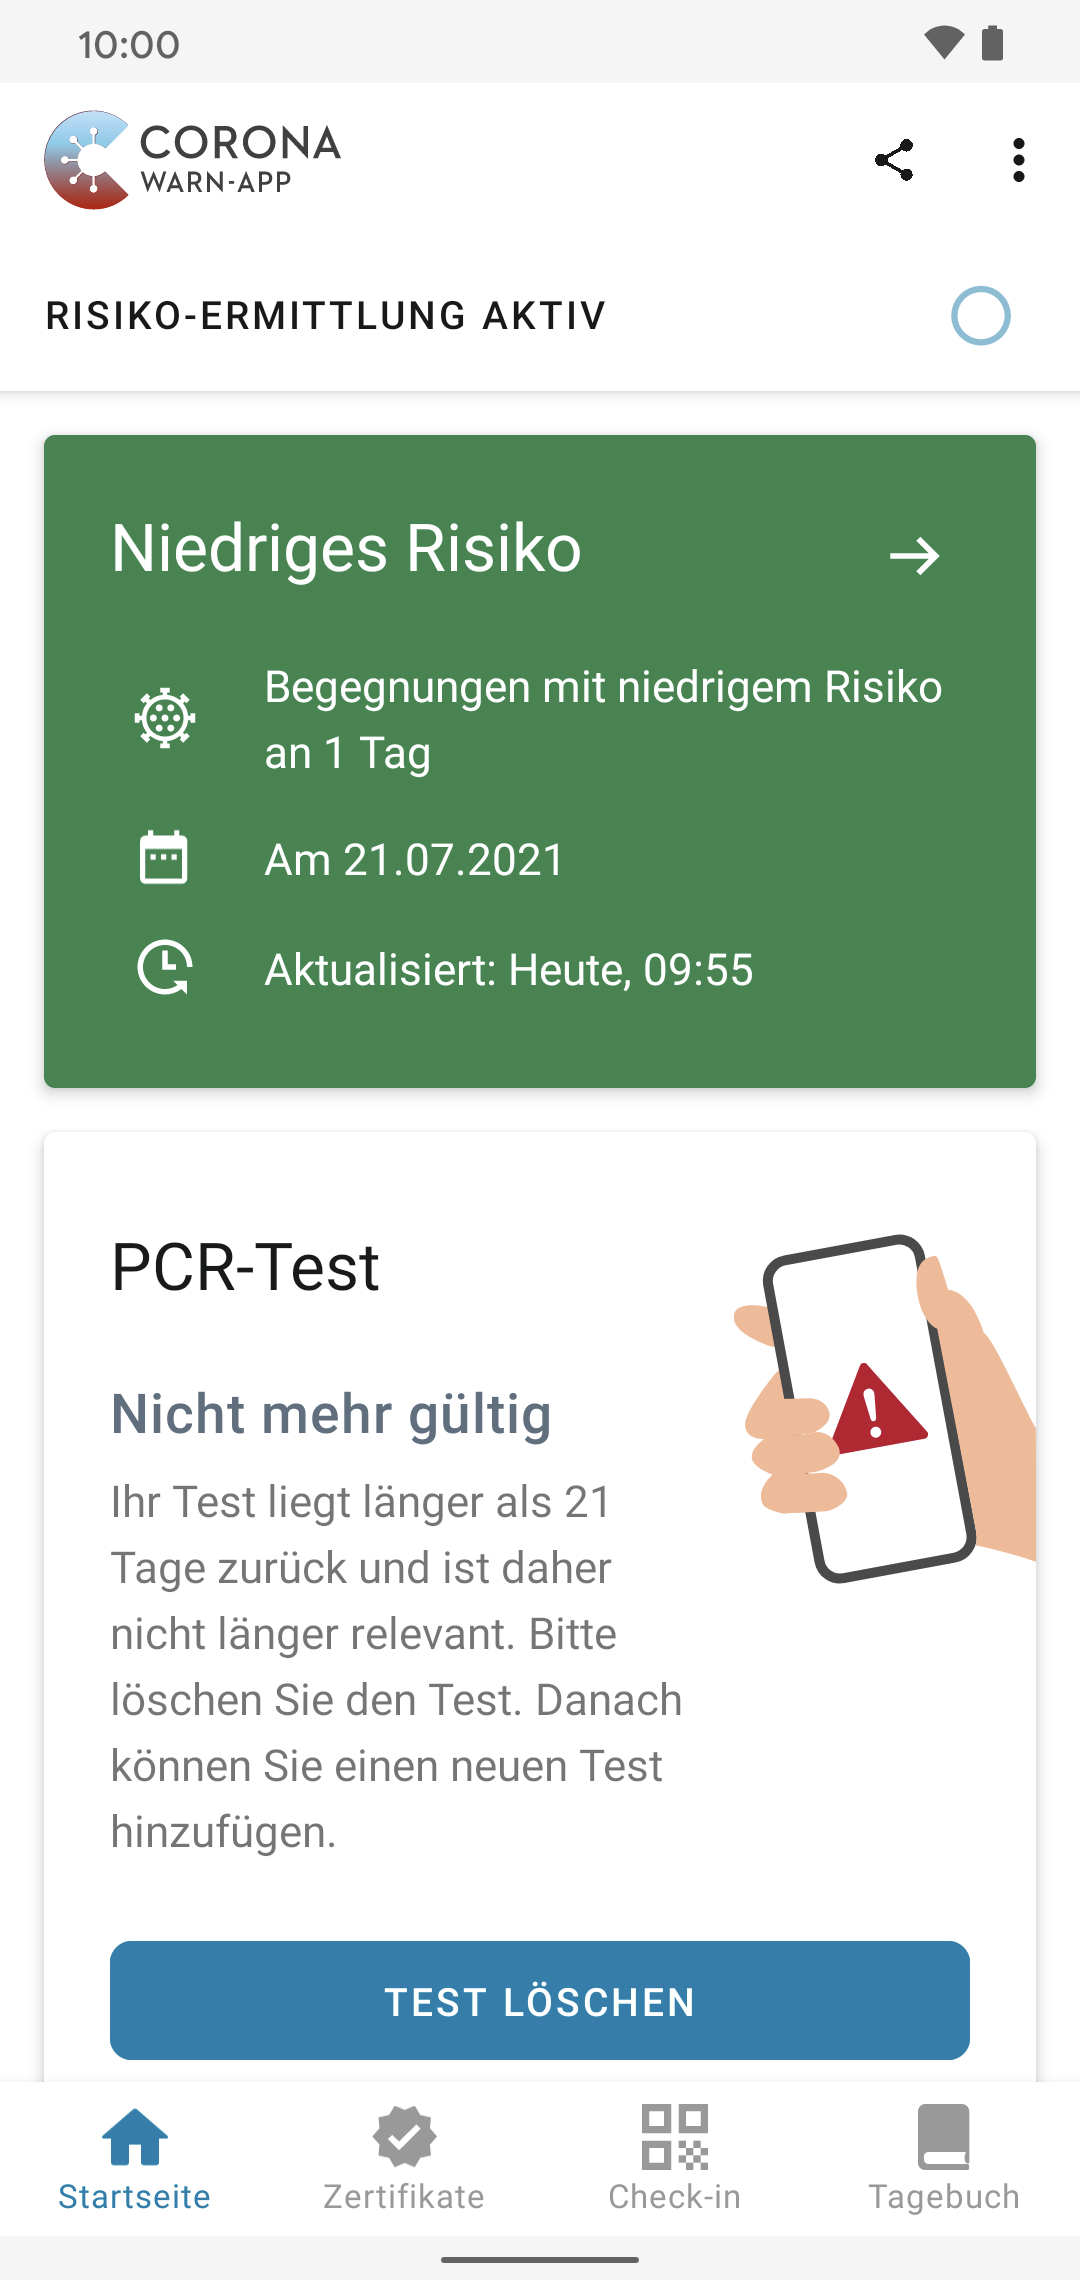 10:00
CORONA
WARN-APP
RISIKO-ERMITTLUNG AKTIV
Niedriges Risiko
Begegnungen mit niedrigem Risiko
an 1 Tag
Am 21.07.2021
Aktualisiert: Heute, 09:55
PCR-Test
Nicht mehr gültig
Ihr Test liegt länger als 21
Tage zurück und ist daher
nicht länger relevant. Bitte
löschen Sie den Test. Danach
können Sie einen neuen Test
hinzufügen.
TEST LÖSCHEN
Startseite
Zertifikate
Check-in
Tagebuch